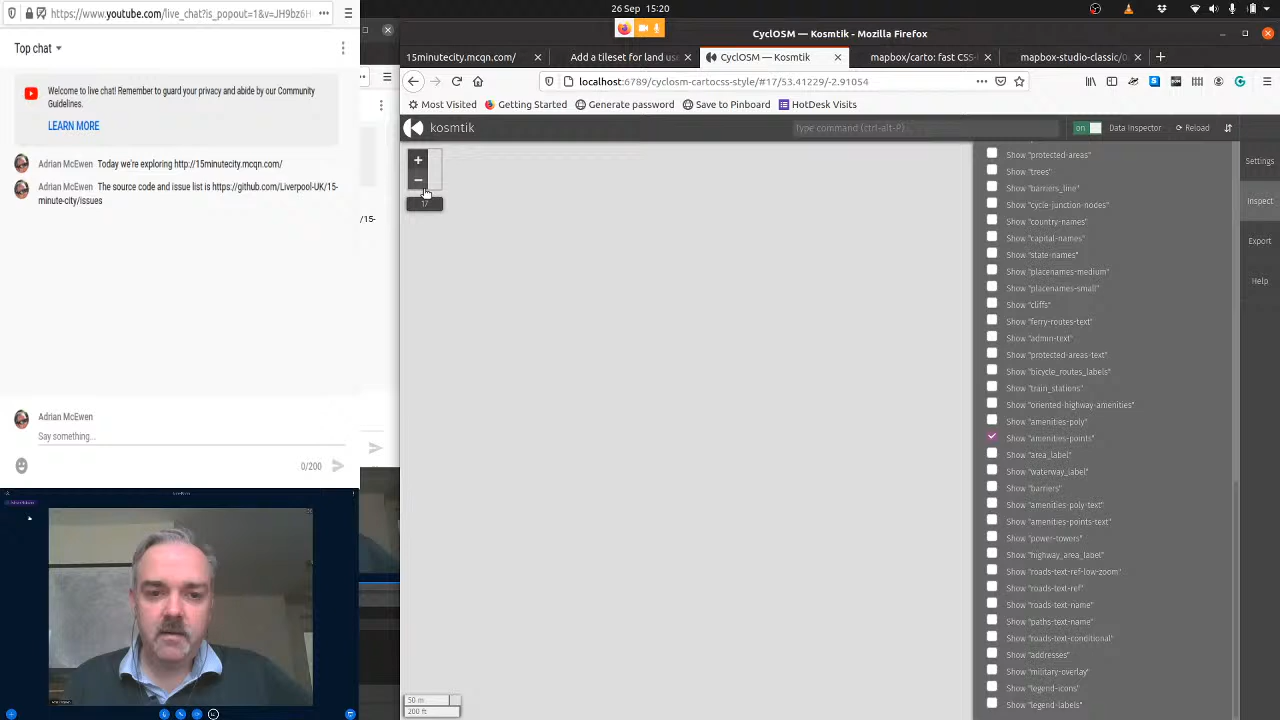 26 Sep 15:20
https://www.youtube.com/live_chat?is_popout=1&v=JH9bz6H
Top chat
Welcome to live chat! Remember to guard your privacy and abide by our Community
Guidelines.
LEARN MORE
Adrian McEwen Today we're exploring http://15minutecity.mcqn.com/
Adrian McEwen The source code and issue list is https://github.com/Liverpool-UK/15-
minute-city/issues
Adrian McEwen
Say something...
0/200
/15-
CyclOSM — Kosmtik - Mozilla Firefox
15minutecity.mcqn.com/
Add a tileset for land use
CyclOSM — Kosmtik
mapbox/carto: fast CSS-l
mapbox-studio-classic/0
localhost:6789/cyclosm-cartocss-style/#17/53.41229/-2.91054
Most Visited
Getting Started
Generate password
Save to Pinboard
HotDesk Visits
kosmtik
Type command (ctrl-alt-P)...
on
Data Inspector
Reload
+
−
17
Show "protected-areas"
Show "trees"
Show "barriers_line"
Show "cycle-junction-nodes"
Show "country-names"
Show "capital-names"
Show "state-names"
Show "placenames-medium"
Show "placenames-small"
Show "cliffs"
Show "ferry-routes-text"
Show "admin-text"
Show "protected-areas-text"
Show "bicycle_routes_labels"
Show "train_stations"
Show "oriented-highway-amenities"
Show "amenities-poly"
Show "amenities-points"
Show "area_label"
Show "waterway_label"
Show "barriers"
Show "amenities-poly-text"
Show "amenities-points-text"
Show "power-towers"
Show "highway_area_label"
Show "roads-text-ref-low-zoom"
Show "roads-text-ref"
Show "roads-text-name"
Show "paths-text-name"
Show "roads-text-conditional"
Show "addresses"
Show "military-overlay"
Show "legend-icons"
Show "legend-labels"
Settings
Inspect
Export
Help
50 m
200 ft